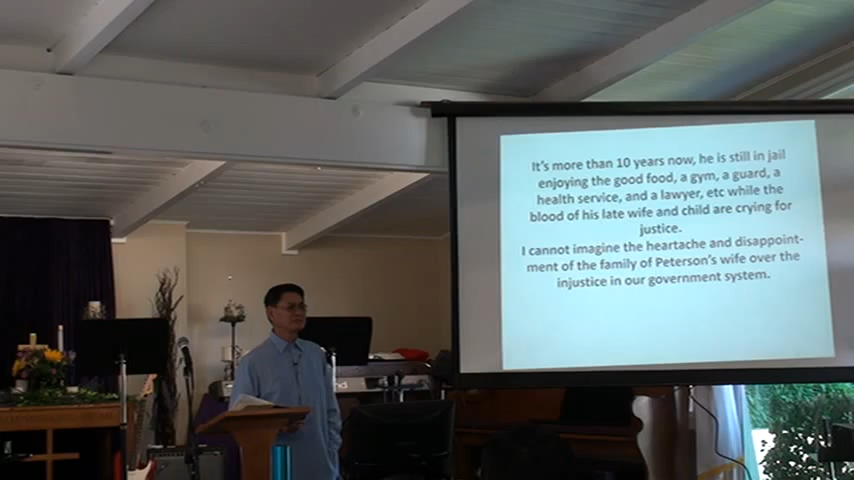 It's more than 10 years now, he is still in jail
enjoying the good food, a gym, a guard, a
health service, and a lawyer, etc while the
blood of his late wife and child are crying for
justice.
I cannot imagine the heartache and disappoint-
ment of the family of Peterson's wife over the
injustice in our government system.